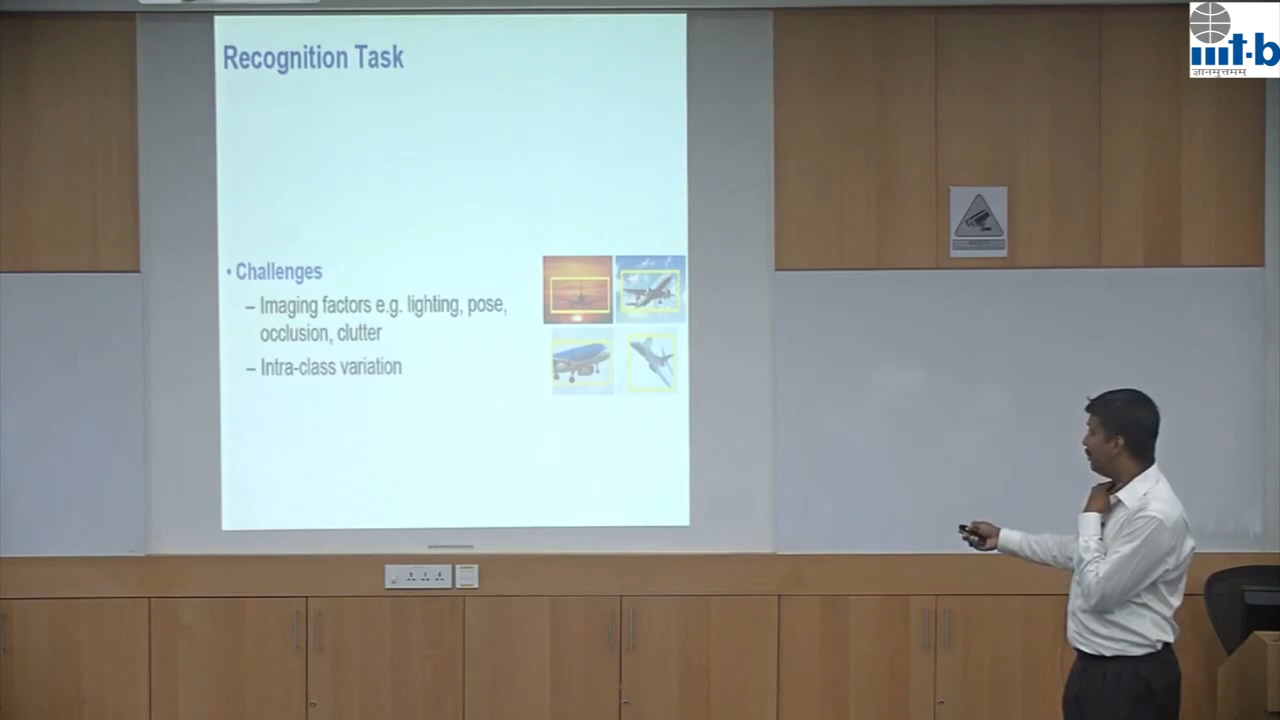 Recognition Task
• Challenges
– Imaging factors e.g. lighting, pose,
occlusion, clutter
– Intra-class variation
iiit-b
ज्ञानमुत्तमम्